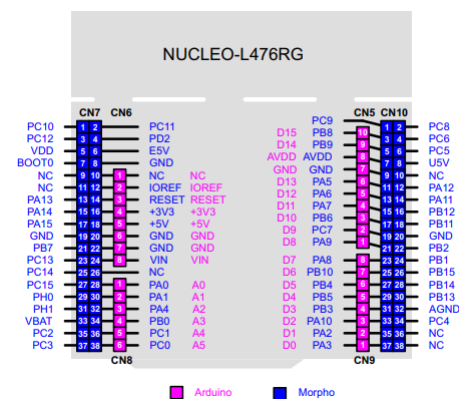 NUCLEO-L476RG
CN7 CN6 CN5 CN10
PC10 1 2 PC11 PC9 1 2 PC8
PC12 3 4 PD2 D15 PB8 10 3 4 PC6
VDD 5 6 E5V D14 PB9 9 5 6 PC5
BOOT0 7 8 GND AVDD AVDD 8 7 8 U5V
NC 9 10 1 NC NC GND GND 7 9 10 NC
NC 11 12 2 IOREF IOREF D13 PA5 6 11 12 PA12
PA13 13 14 3 RESET RESET D12 PA6 5 13 14 PA11
PA14 15 16 4 +3V3 +3V3 D11 PA7 4 15 16 PB12
PA15 17 18 5 +5V +5V D10 PB6 3 17 18 PB11
GND 19 20 6 GND GND D9 PC7 2 19 20 GND
PB7 21 22 7 GND GND D8 PA9 1 21 22 PB2
PC13 23 24 8 VIN VIN D7 PA8 8 23 24 PB1
PC14 25 26 NC D6 PB10 7 25 26 PB15
PC15 27 28 1 PA0 A0 D5 PB4 6 27 28 PB14
PH0 29 30 2 PA1 A1 D4 PB5 5 29 30 PB13
PH1 31 32 3 PA4 A2 D3 PB3 4 31 32 AGND
VBAT 33 34 4 PB0 A3 D2 PA10 3 33 34 PC4
PC2 35 36 5 PC1 A4 D1 PA2 2 35 36 NC
PC3 37 38 6 PC0 A5 D0 PA3 1 37 38 NC
CN8 CN9
Arduino Morpho